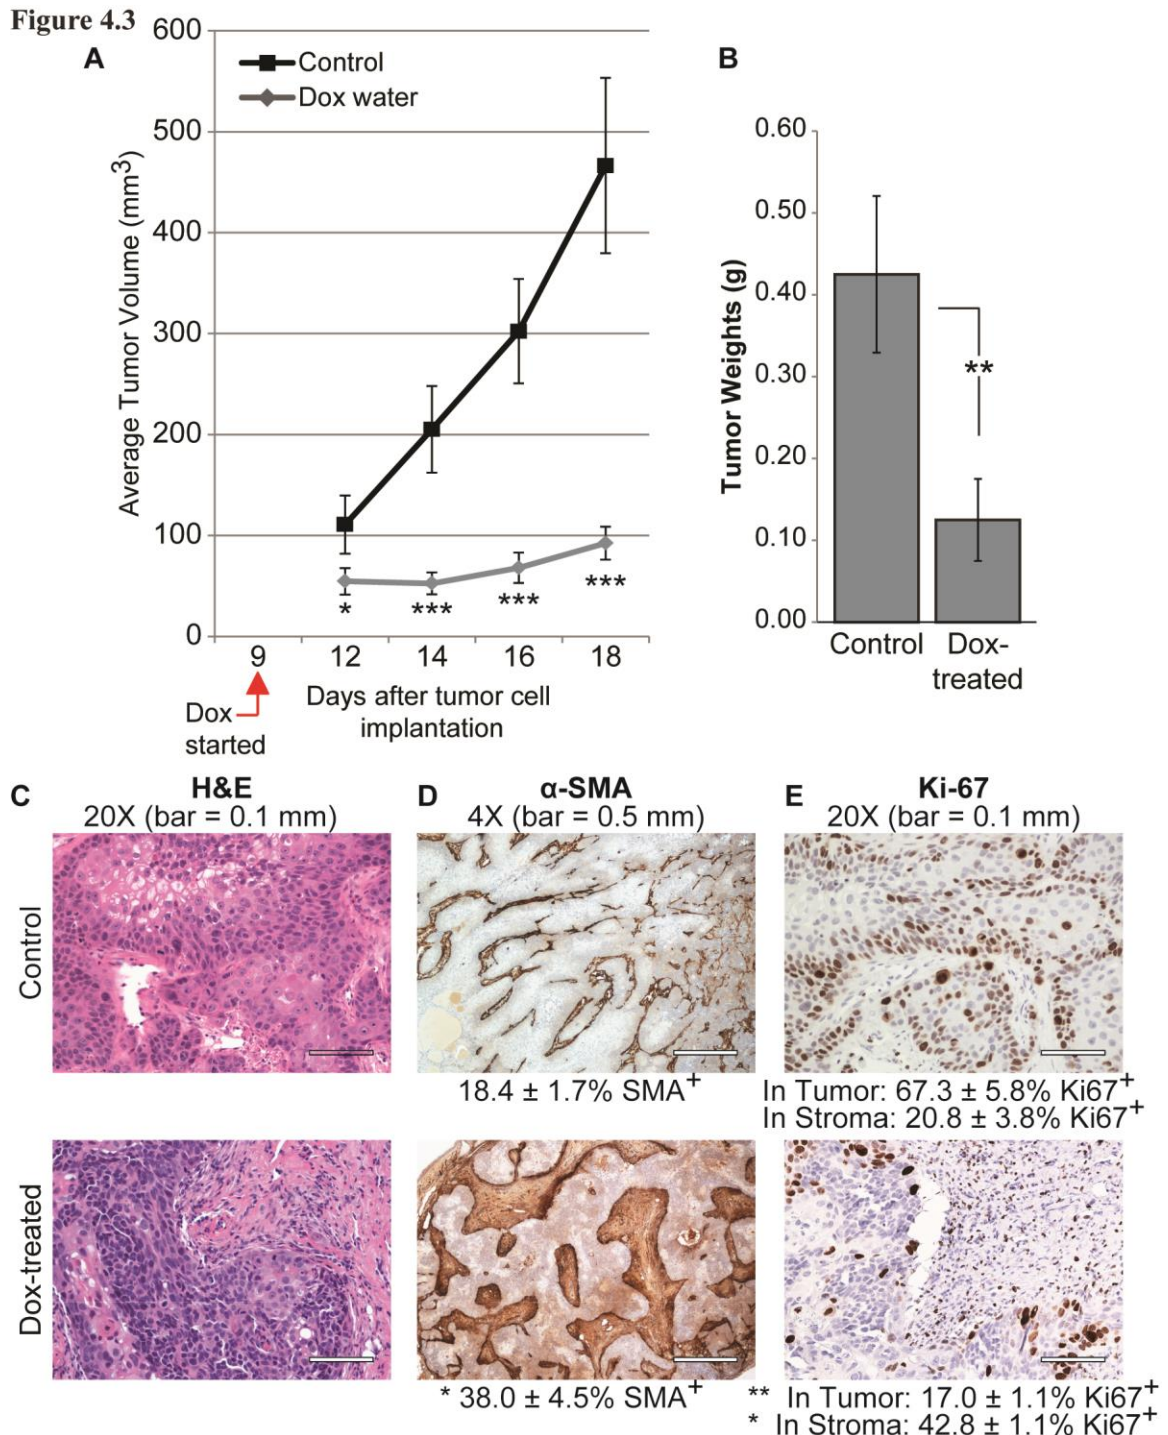 Figure 4.3
A
600
500
400
300
200
100
0
Average Tumor Volume (mm³)
Control
Dox water
*
***
***
***
9
12
14
16
18
Dox started
Days after tumor cell
implantation
B
0.60
0.50
0.40
0.30
0.20
0.10
0.00
Tumor Weights (g)
**
Control
Dox-
treated
C
H&E
20X (bar = 0.1 mm)
D
α-SMA
4X (bar = 0.5 mm)
E
Ki-67
20X (bar = 0.1 mm)
Control
18.4 ± 1.7% SMA⁺
In Tumor: 67.3 ± 5.8% Ki67⁺
In Stroma: 20.8 ± 3.8% Ki67⁺
Dox-treated
* 38.0 ± 4.5% SMA⁺
** In Tumor: 17.0 ± 1.1% Ki67⁺
* In Stroma: 42.8 ± 1.1% Ki67⁺